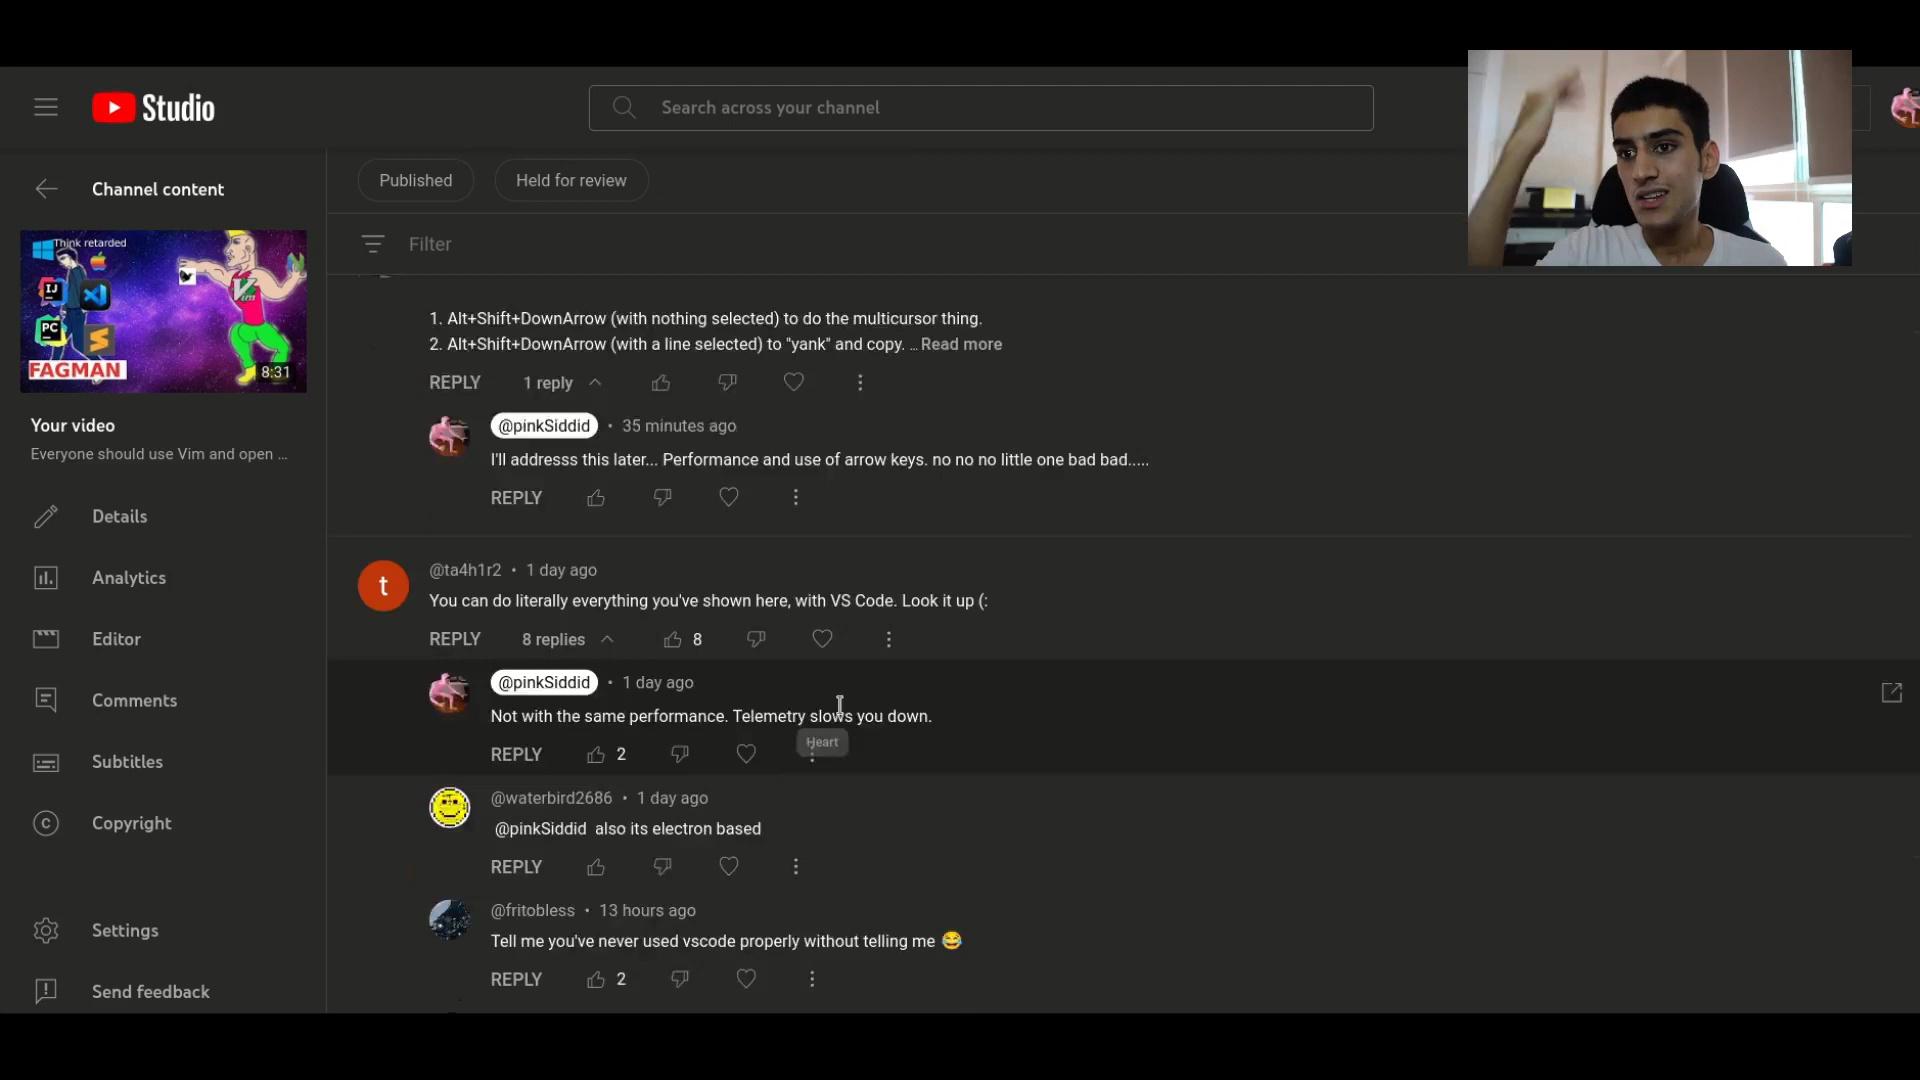 Studio
Search across your channel
Channel content
Published
Held for review
Filter
Think retarded
IJ
PC
FAGMAN
8:31
Your video
Everyone should use Vim and open ...
Details
Analytics
Editor
Comments
Subtitles
Copyright
Settings
Send feedback
1. Alt+Shift+DownArrow (with nothing selected) to do the multicursor thing.
2. Alt+Shift+DownArrow (with a line selected) to "yank" and copy. ... Read more
REPLY 1 reply
@pinkSiddid • 35 minutes ago
I'll addresss this later... Performance and use of arrow keys. no no no little one bad bad.....
REPLY
t
@ta4h1r2 • 1 day ago
You can do literally everything you've shown here, with VS Code. Look it up (:
REPLY 8 replies 8
@pinkSiddid • 1 day ago
Not with the same performance. Telemetry slows you down.
Heart
REPLY 2
@waterbird2686 • 1 day ago
@pinkSiddid also its electron based
REPLY
@fritobless • 13 hours ago
Tell me you've never used vscode properly without telling me 😂
REPLY 2